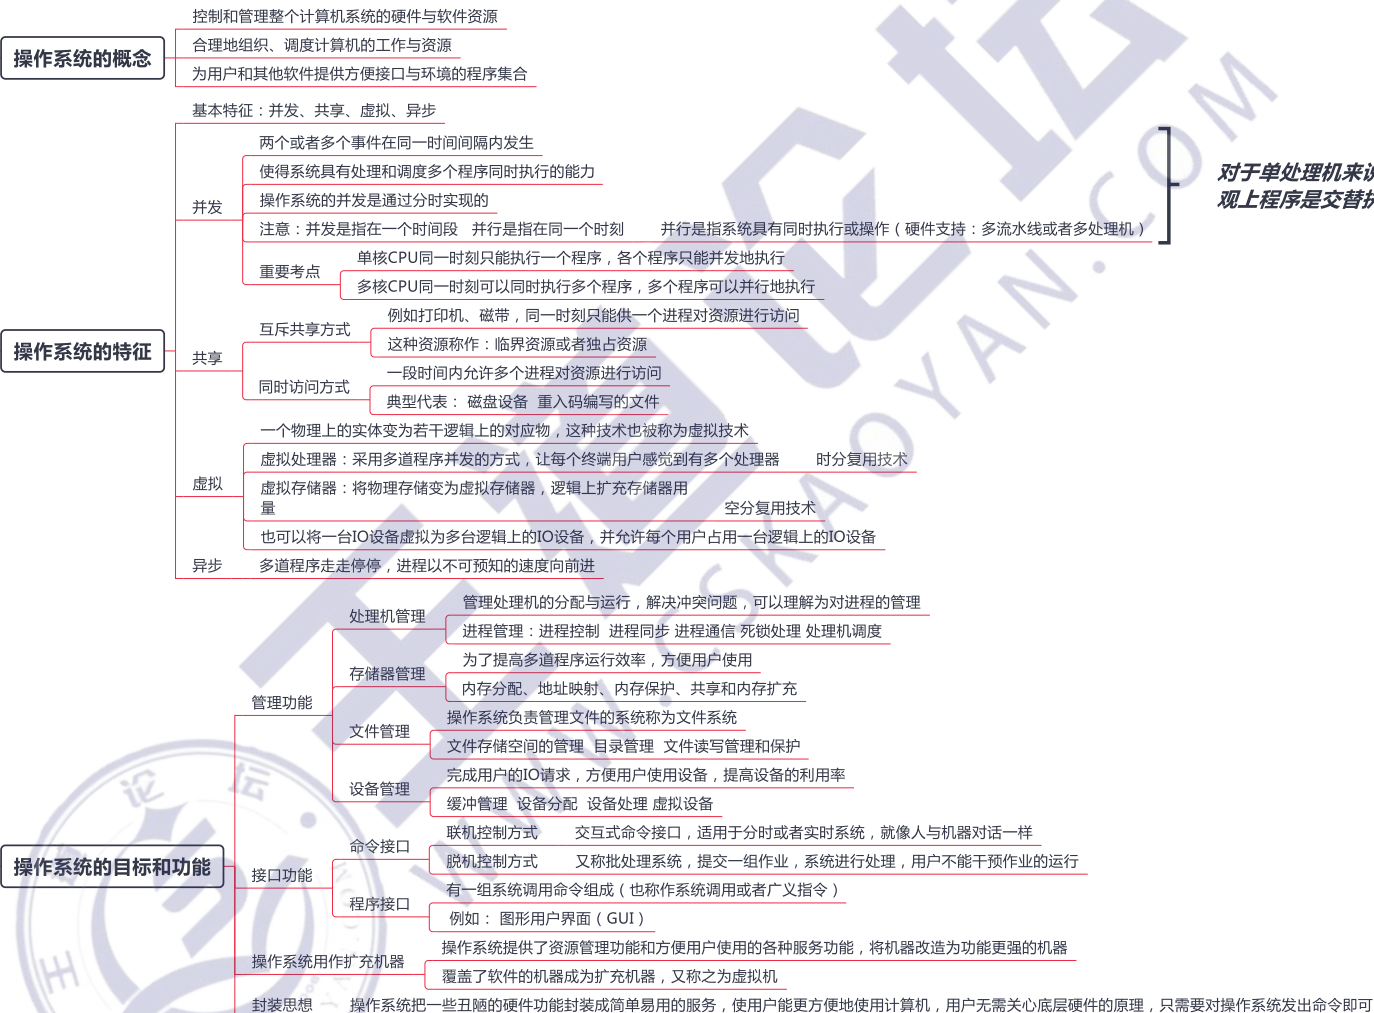 操作系统的概念
控制和管理整个计算机系统的硬件与软件资源
合理地组织、调度计算机的工作与资源
为用户和其他软件提供方便接口与环境的程序集合
操作系统的特征
基本特征：并发、共享、虚拟、异步
并发
两个或者多个事件在同一时间间隔内发生
使得系统具有处理和调度多个程序同时执行的能力
操作系统的并发是通过分时实现的
注意：并发是指在一个时间段 并行是指在同一个时刻 并行是指系统具有同时执行或操作（硬件支持：多流水线或者多处理机）
对于单处理机来说
观上程序是交替执
重要考点
单核CPU同一时刻只能执行一个程序，各个程序只能并发地执行
多核CPU同一时刻可以同时执行多个程序，多个程序可以并行地执行
共享
互斥共享方式
例如打印机、磁带，同一时刻只能供一个进程对资源进行访问
这种资源称作：临界资源或者独占资源
同时访问方式
一段时间内允许多个进程对资源进行访问
典型代表： 磁盘设备 重入码编写的文件
虚拟
一个物理上的实体变为若干逻辑上的对应物，这种技术也被称为虚拟技术
虚拟处理器：采用多道程序并发的方式，让每个终端用户感觉到有多个处理器 时分复用技术
虚拟存储器：将物理存储变为虚拟存储器，逻辑上扩充存储器用
量 空分复用技术
也可以将一台IO设备虚拟为多台逻辑上的IO设备，并允许每个用户占用一台逻辑上的IO设备
异步
多道程序走走停停，进程以不可预知的速度向前进
操作系统的目标和功能
管理功能
处理机管理
管理处理机的分配与运行，解决冲突问题，可以理解为对进程的管理
进程管理：进程控制 进程同步 进程通信 死锁处理 处理机调度
存储器管理
为了提高多道程序运行效率，方便用户使用
内存分配、地址映射、内存保护、共享和内存扩充
文件管理
操作系统负责管理文件的系统称为文件系统
文件存储空间的管理 目录管理 文件读写管理和保护
设备管理
完成用户的IO请求，方便用户使用设备，提高设备的利用率
缓冲管理 设备分配 设备处理 虚拟设备
接口功能
命令接口
联机控制方式 交互式命令接口，适用于分时或者实时系统，就像人与机器对话一样
脱机控制方式 又称批处理系统，提交一组作业，系统进行处理，用户不能干预作业的运行
程序接口
有一组系统调用命令组成（也称作系统调用或者广义指令）
例如： 图形用户界面（GUI）
操作系统用作扩充机器
操作系统提供了资源管理功能和方便用户使用的各种服务功能，将机器改造为功能更强的机器
覆盖了软件的机器成为扩充机器，又称之为虚拟机
封装思想 操作系统把一些丑陋的硬件功能封装成简单易用的服务，使用户能更方便地使用计算机，用户无需关心底层硬件的原理，只需要对操作系统发出命令即可
王道论坛
WWW.CSKAOYAN.COM
王道论坛